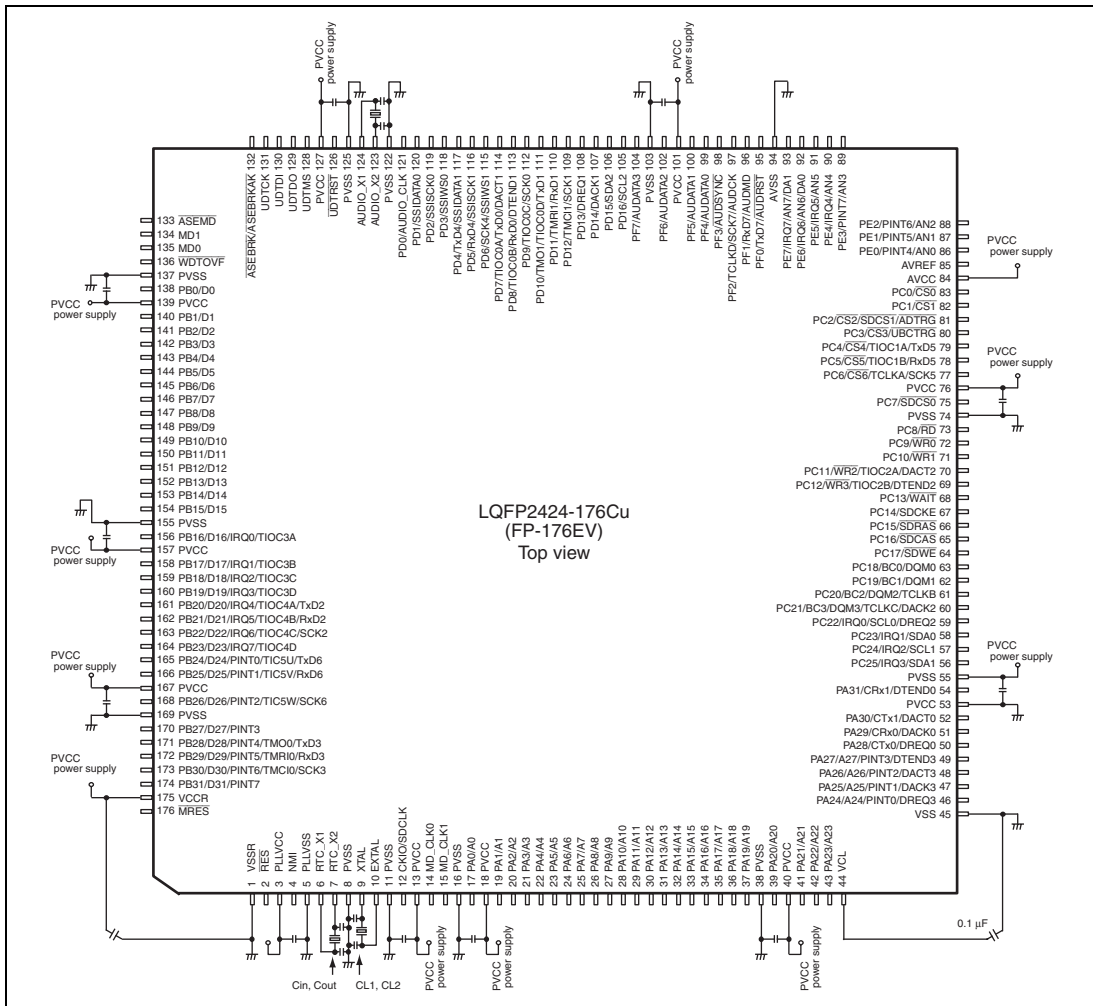 PVCC
power supply
PVCC
power supply
132 ASEBRK/ASEBRKAK
131 UDTCK
130 UDTDI
129 UDTDO
128 UDTMS
127 PVCC
126 UDTRST
125 PVSS
124 AUDIO_X1
123 AUDIO_X2
122 PVSS
121 PD0/AUDIO_CLK
120 PD1/SSIDATA0
119 PD2/SSISCK0
118 PD3/SSIWS0
117 PD4/TxD4/SSIDATA1
116 PD5/RxD4/SSISCK1
115 PD6/SCK4/SSIWS1
114 PD7/TIOC0A/TxD0/DACT1
113 PD8/TIOC0B/RxD0/DTEND1
112 PD9/TIOC0C/SCK0
111 PD10/TMO1/TIOC0D/TxD1
110 PD11/TMRI1/RxD1
109 PD12/TMCI1/SCK1
108 PD13/DREQ1
107 PD14/DACK1
106 PD15/SDA2
105 PD16/SCL2
104 PF7/AUDATA3
103 PVSS
102 PF6/AUDATA2
101 PVCC
100 PF5/AUDATA1
99 PF4/AUDATA0
98 PF3/AUDSYNC
97 PF2/TCLKD/SCK7/AUDCK
96 PF1/RxD7/AUDMD
95 PF0/TxD7/AUDRST
94 AVSS
93 PE7/IRQ7/AN7/DA1
92 PE6/IRQ6/AN6/DA0
91 PE5/IRQ5/AN5
90 PE4/IRQ4/AN4
89 PE3/PINT7/AN3
133 ASEMD
134 MD1
135 MD0
136 WDTOVF
137 PVSS
138 PB0/D0
139 PVCC
PVCC
power supply
140 PB1/D1
141 PB2/D2
142 PB3/D3
143 PB4/D4
144 PB5/D5
145 PB6/D6
146 PB7/D7
147 PB8/D8
148 PB9/D9
149 PB10/D10
150 PB11/D11
151 PB12/D12
152 PB13/D13
153 PB14/D14
154 PB15/D15
155 PVSS
156 PB16/D16/IRQ0/TIOC3A
157 PVCC
PVCC
power supply
158 PB17/D17/IRQ1/TIOC3B
159 PB18/D18/IRQ2/TIOC3C
160 PB19/D19/IRQ3/TIOC3D
161 PB20/D20/IRQ4/TIOC4A/TxD2
162 PB21/D21/IRQ5/TIOC4B/RxD2
163 PB22/D22/IRQ6/TIOC4C/SCK2
164 PB23/D23/IRQ7/TIOC4D
165 PB24/D24/PINT0/TIC5U/TxD6
166 PB25/D25/PINT1/TIC5V/RxD6
PVCC
power supply
167 PVCC
168 PB26/D26/PINT2/TIC5W/SCK6
169 PVSS
170 PB27/D27/PINT3
171 PB28/D28/PINT4/TMO0/TxD3
172 PB29/D29/PINT5/TMRI0/RxD3
PVCC
power supply
173 PB30/D30/PINT6/TMCI0/SCK3
174 PB31/D31/PINT7
175 VCCR
176 MRES
LQFP2424-176Cu
(FP-176EV)
Top view
PE2/PINT6/AN2 88
PE1/PINT5/AN1 87
PE0/PINT4/AN0 86
AVREF 85
AVCC 84
PVCC
power supply
PC0/CS0 83
PC1/CS1 82
PC2/CS2/SDCS1/ADTRG 81
PC3/CS3/UBCTRG 80
PC4/CS4/TIOC1A/TxD5 79
PC5/CS5/TIOC1B/RxD5 78
PC6/CS6/TCLKA/SCK5 77
PVCC
power supply
PVCC 76
PC7/SDCS0 75
PVSS 74
PC8/RD 73
PC9/WR0 72
PC10/WR1 71
PC11/WR2/TIOC2A/DACT2 70
PC12/WR3/TIOC2B/DTEND2 69
PC13/WAIT 68
PC14/SDCKE 67
PC15/SDRAS 66
PC16/SDCAS 65
PC17/SDWE 64
PC18/BC0/DQM0 63
PC19/BC1/DQM1 62
PC20/BC2/DQM2/TCLKB 61
PC21/BC3/DQM3/TCLKC/DACK2 60
PC22/IRQ0/SCL0/DREQ2 59
PC23/IRQ1/SDA0 58
PC24/IRQ2/SCL1 57
PC25/IRQ3/SDA1 56
PVCC
power supply
PVSS 55
PA31/CRx1/DTEND0 54
PVCC 53
PA30/CTx1/DACT0 52
PA29/CRx0/DACK0 51
PA28/CTx0/DREQ0 50
PA27/A27/PINT3/DTEND3 49
PA26/A26/PINT2/DACT3 48
PA25/A25/PINT1/DACK3 47
PA24/A24/PINT0/DREQ3 46
VSS 45
1 VSSR
2 RES
3 PLLVCC
4 NMI
5 PLLVSS
6 RTC_X1
7 RTC_X2
8 PVSS
9 XTAL
10 EXTAL
11 PVSS
12 CKIO/SDCLK
13 PVCC
14 MD_CLK0
15 MD_CLK1
16 PVSS
17 PA0/A0
18 PVCC
19 PA1/A1
20 PA2/A2
21 PA3/A3
22 PA4/A4
23 PA5/A5
24 PA6/A6
25 PA7/A7
26 PA8/A8
27 PA9/A9
28 PA10/A10
29 PA11/A11
30 PA12/A12
31 PA13/A13
32 PA14/A14
33 PA15/A15
34 PA16/A16
35 PA17/A17
36 PA18/A18
37 PA19/A19
38 PVSS
39 PA20/A20
40 PVCC
41 PA21/A21
42 PA22/A22
43 PA23/A23
44 VCL
0.1 µF
Cin, Cout
CL1, CL2
PVCC
power supply
PVCC
power supply
PVCC
power supply